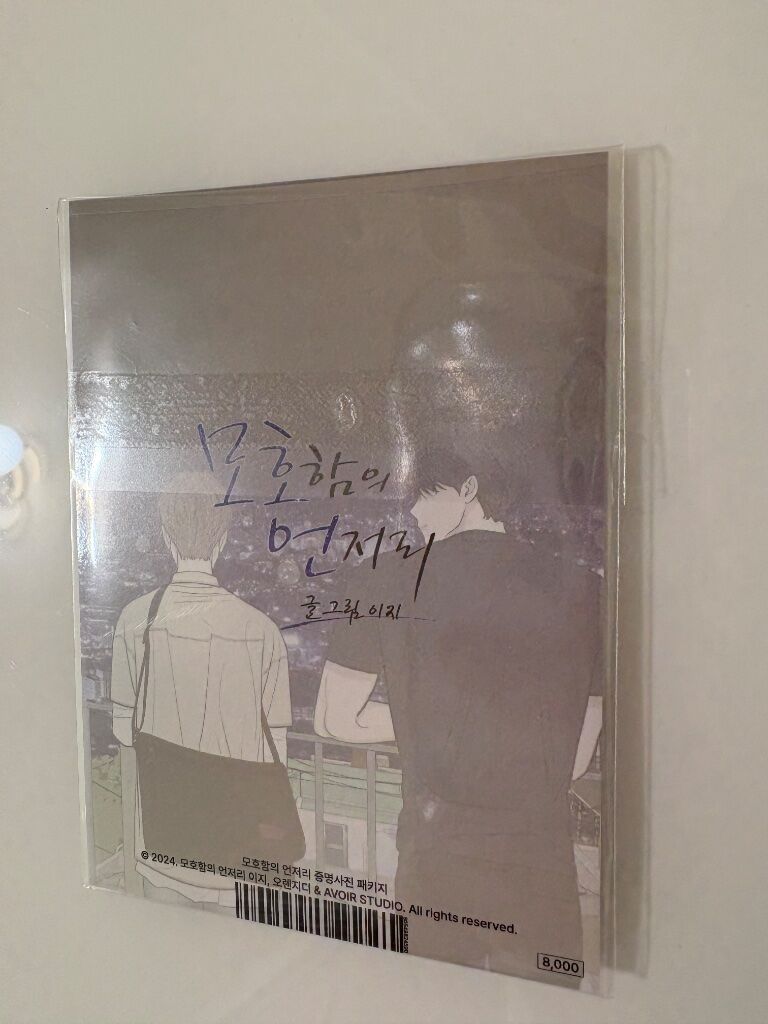 모호함의
언저리
글 그림 이지
모호함의 언저리 증명사진 패키지
© 2024. 모호함의 언저리 이지, 오렌지디 & AVOIR STUDIO. All rights reserved.
8,000